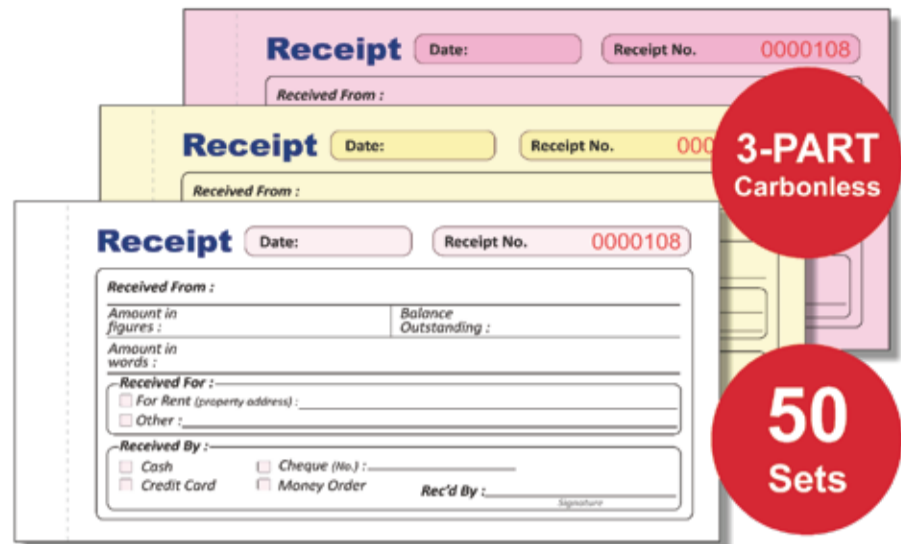 Receipt Date: Receipt No. 0000108
Received From :
Receipt Date: Receipt No. 000
Received From :
3-PART
Carbonless
Receipt Date: Receipt No. 0000108
Received From :
Amount in
figures :
Balance
Outstanding :
Amount in
words :
Received For :
For Rent (property address) :
Other :
Received By :
Cash
Cheque (No.) :
Credit Card
Money Order
Rec'd By :
Signature
50
Sets